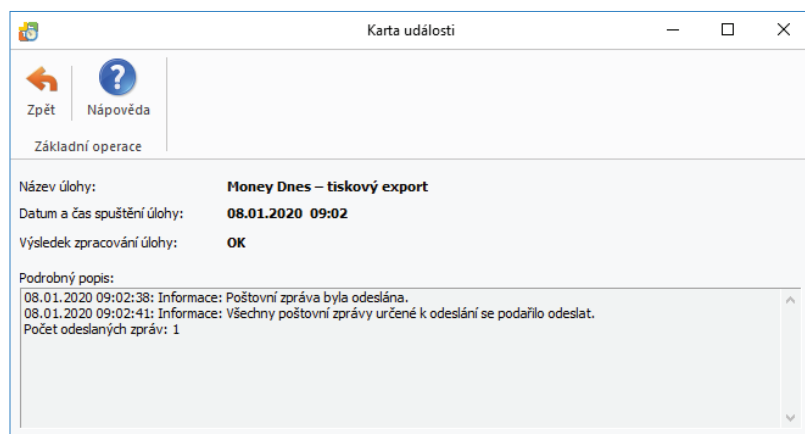 Karta události
Zpět
Nápověda
Základní operace
Název úlohy: Money Dnes – tiskový export
Datum a čas spuštění úlohy: 08.01.2020 09:02
Výsledek zpracování úlohy: OK
Podrobný popis:
08.01.2020 09:02:38: Informace: Poštovní zpráva byla odeslána.
08.01.2020 09:02:41: Informace: Všechny poštovní zprávy určené k odeslání se podařilo odeslat.
Počet odeslaných zpráv: 1